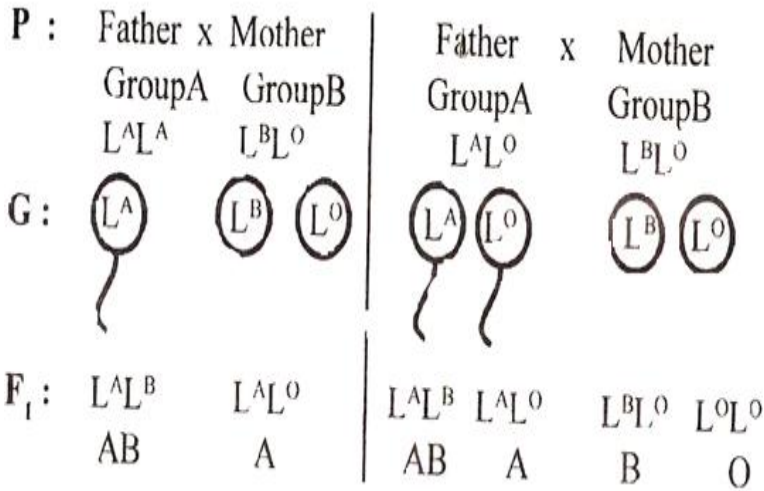 P : Father x Mother Father x Mother
GroupA GroupB GroupA GroupB
LᴬLᴬ LᴮLᴼ LᴬLᴼ LᴮLᴼ
G : Lᴬ Lᴮ Lᴼ Lᴬ Lᴼ Lᴮ Lᴼ
F₁ : LᴬLᴮ LᴬLᴼ LᴬLᴮ LᴬLᴼ LᴮLᴼ LᴼLᴼ
AB A AB A B O